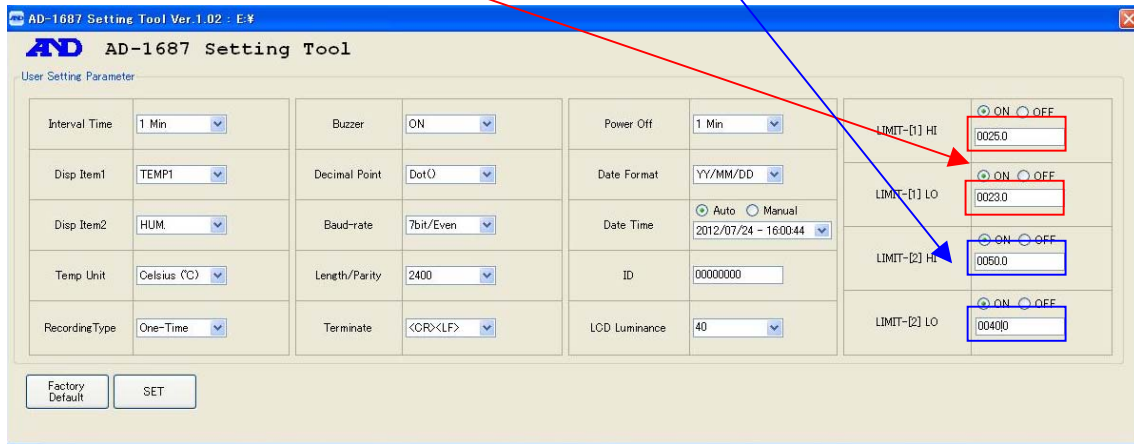 AD-1687 Setting Tool Ver.1.02 : E:¥
AND AD-1687 Setting Tool
User Setting Parameter
Interval Time 1 Min
Buzzer ON
Power Off 1 Min
LIMIT-[1] HI ON OFF
0025.0
Disp Item1 TEMP1
Decimal Point Dot()
Date Format YY/MM/DD
LIMIT-[1] LO ON OFF
0023.0
Disp Item2 HUM.
Baud-rate 7bit/Even
Date Time Auto Manual
2012/07/24 - 16:00:44
LIMIT-[2] HI ON OFF
0050.0
Temp Unit Celsius (℃)
Length/Parity 2400
ID 00000000
LIMIT-[2] LO ON OFF
0040.0
RecordingType One-Time
Terminate <CR><LF>
LCD Luminance 40
Factory
Default
SET